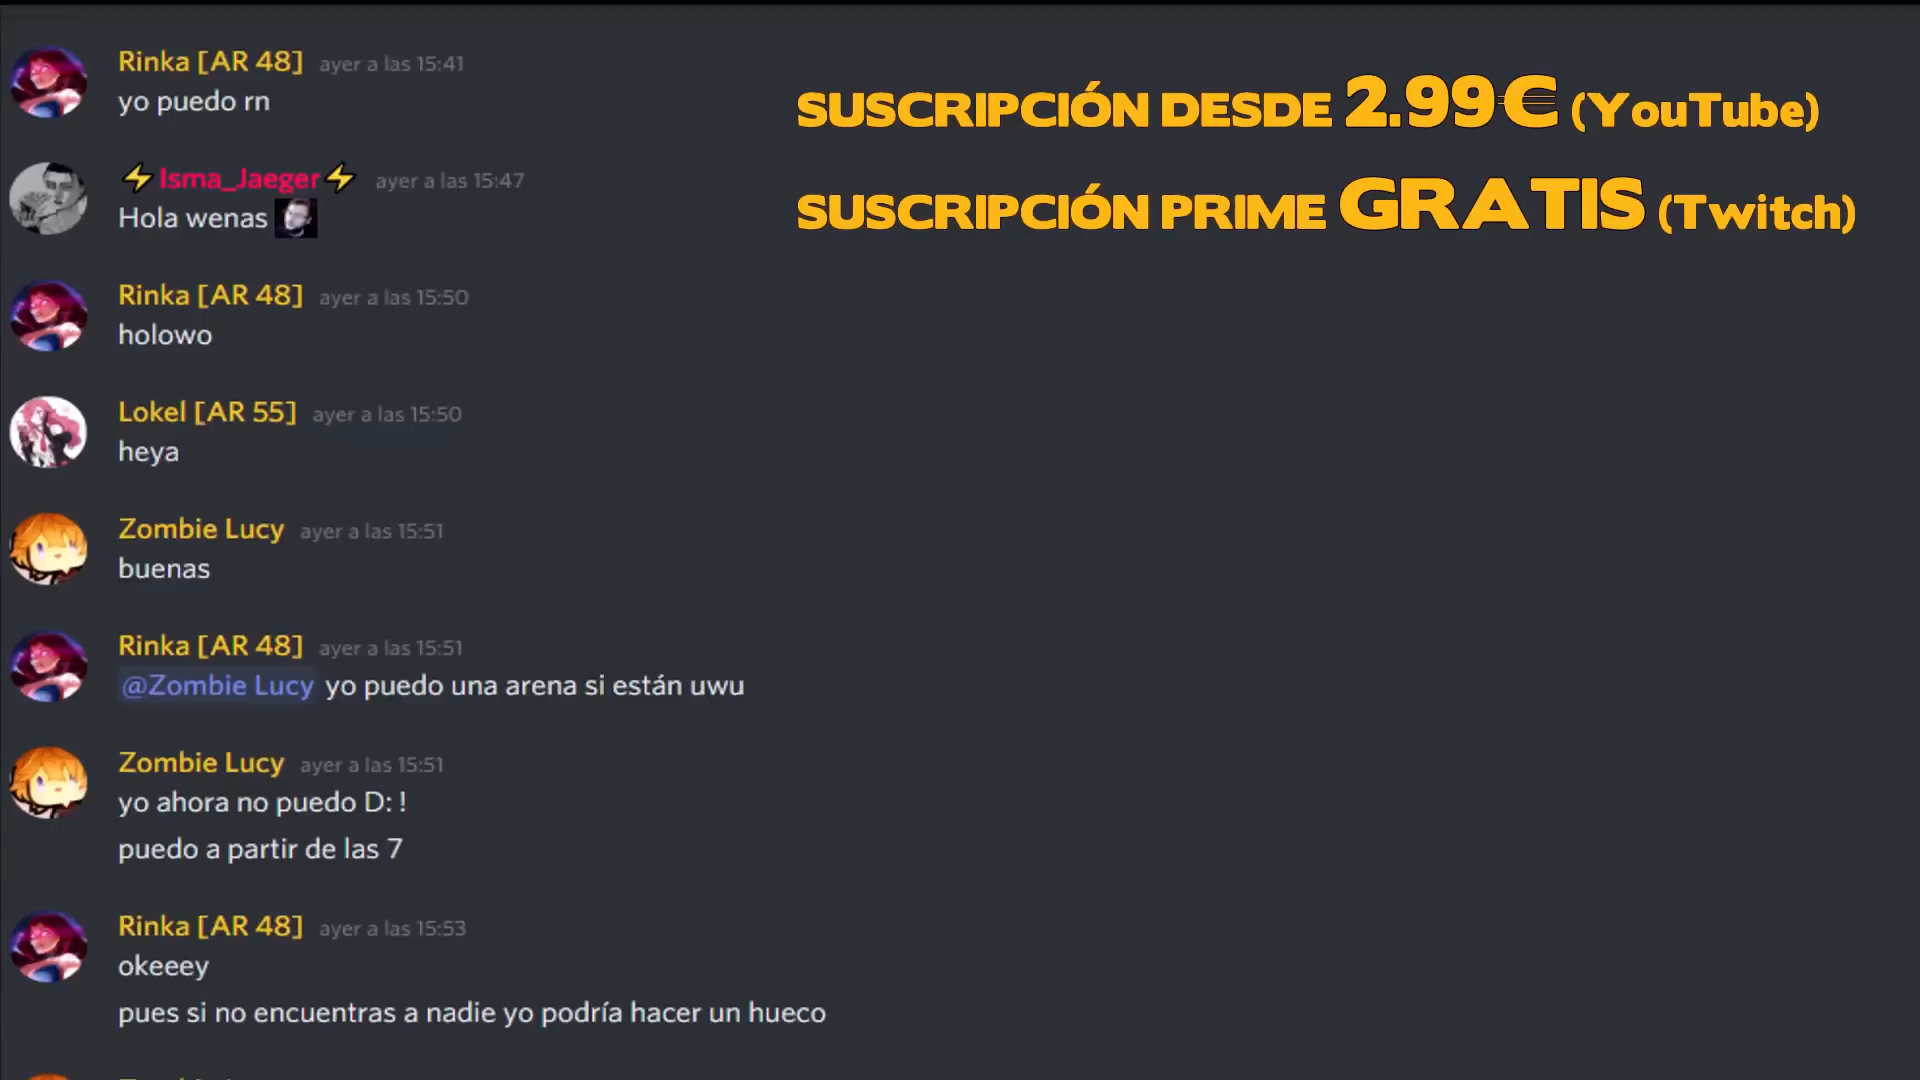 Rinka [AR 48] ayer a las 15:41
yo puedo rn
SUSCRIPCIÓN DESDE 2.99€ (YouTube)
⚡Isma_Jaeger⚡ ayer a las 15:47
Hola wenas
SUSCRIPCIÓN PRIME GRATIS (Twitch)
Rinka [AR 48] ayer a las 15:50
holowo
Lokel [AR 55] ayer a las 15:50
heya
Zombie Lucy ayer a las 15:51
buenas
Rinka [AR 48] ayer a las 15:51
@Zombie Lucy yo puedo una arena si están uwu
Zombie Lucy ayer a las 15:51
yo ahora no puedo D: !
puedo a partir de las 7
Rinka [AR 48] ayer a las 15:53
okeeey
pues si no encuentras a nadie yo podría hacer un hueco